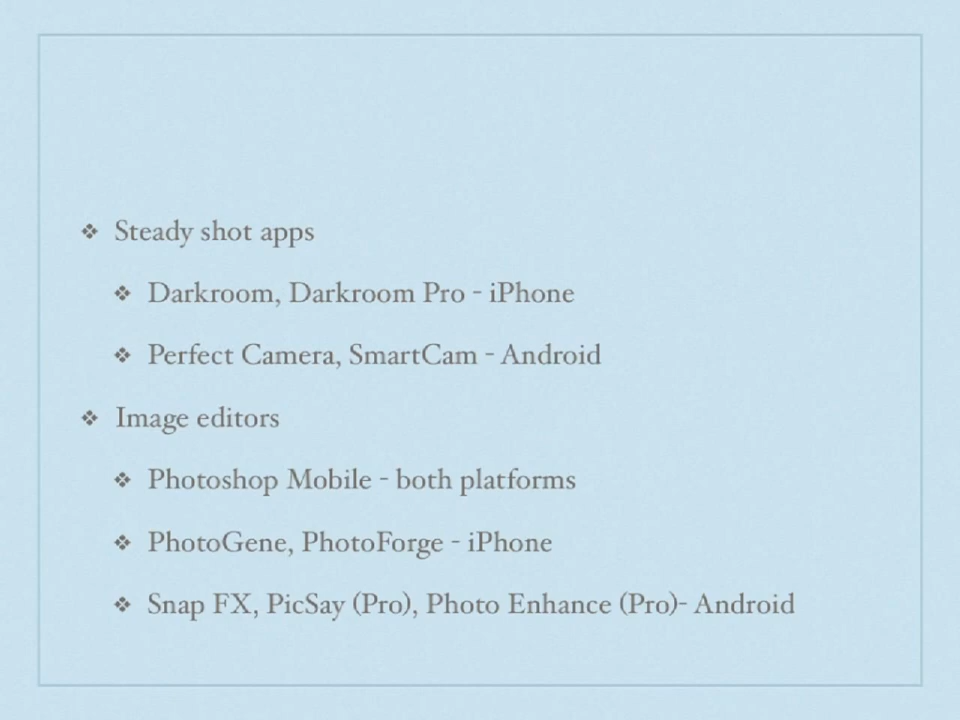 ❖ Steady shot apps
❖ Darkroom, Darkroom Pro - iPhone
❖ Perfect Camera, SmartCam - Android
❖ Image editors
❖ Photoshop Mobile - both platforms
❖ PhotoGene, PhotoForge - iPhone
❖ Snap FX, PicSay (Pro), Photo Enhance (Pro)- Android